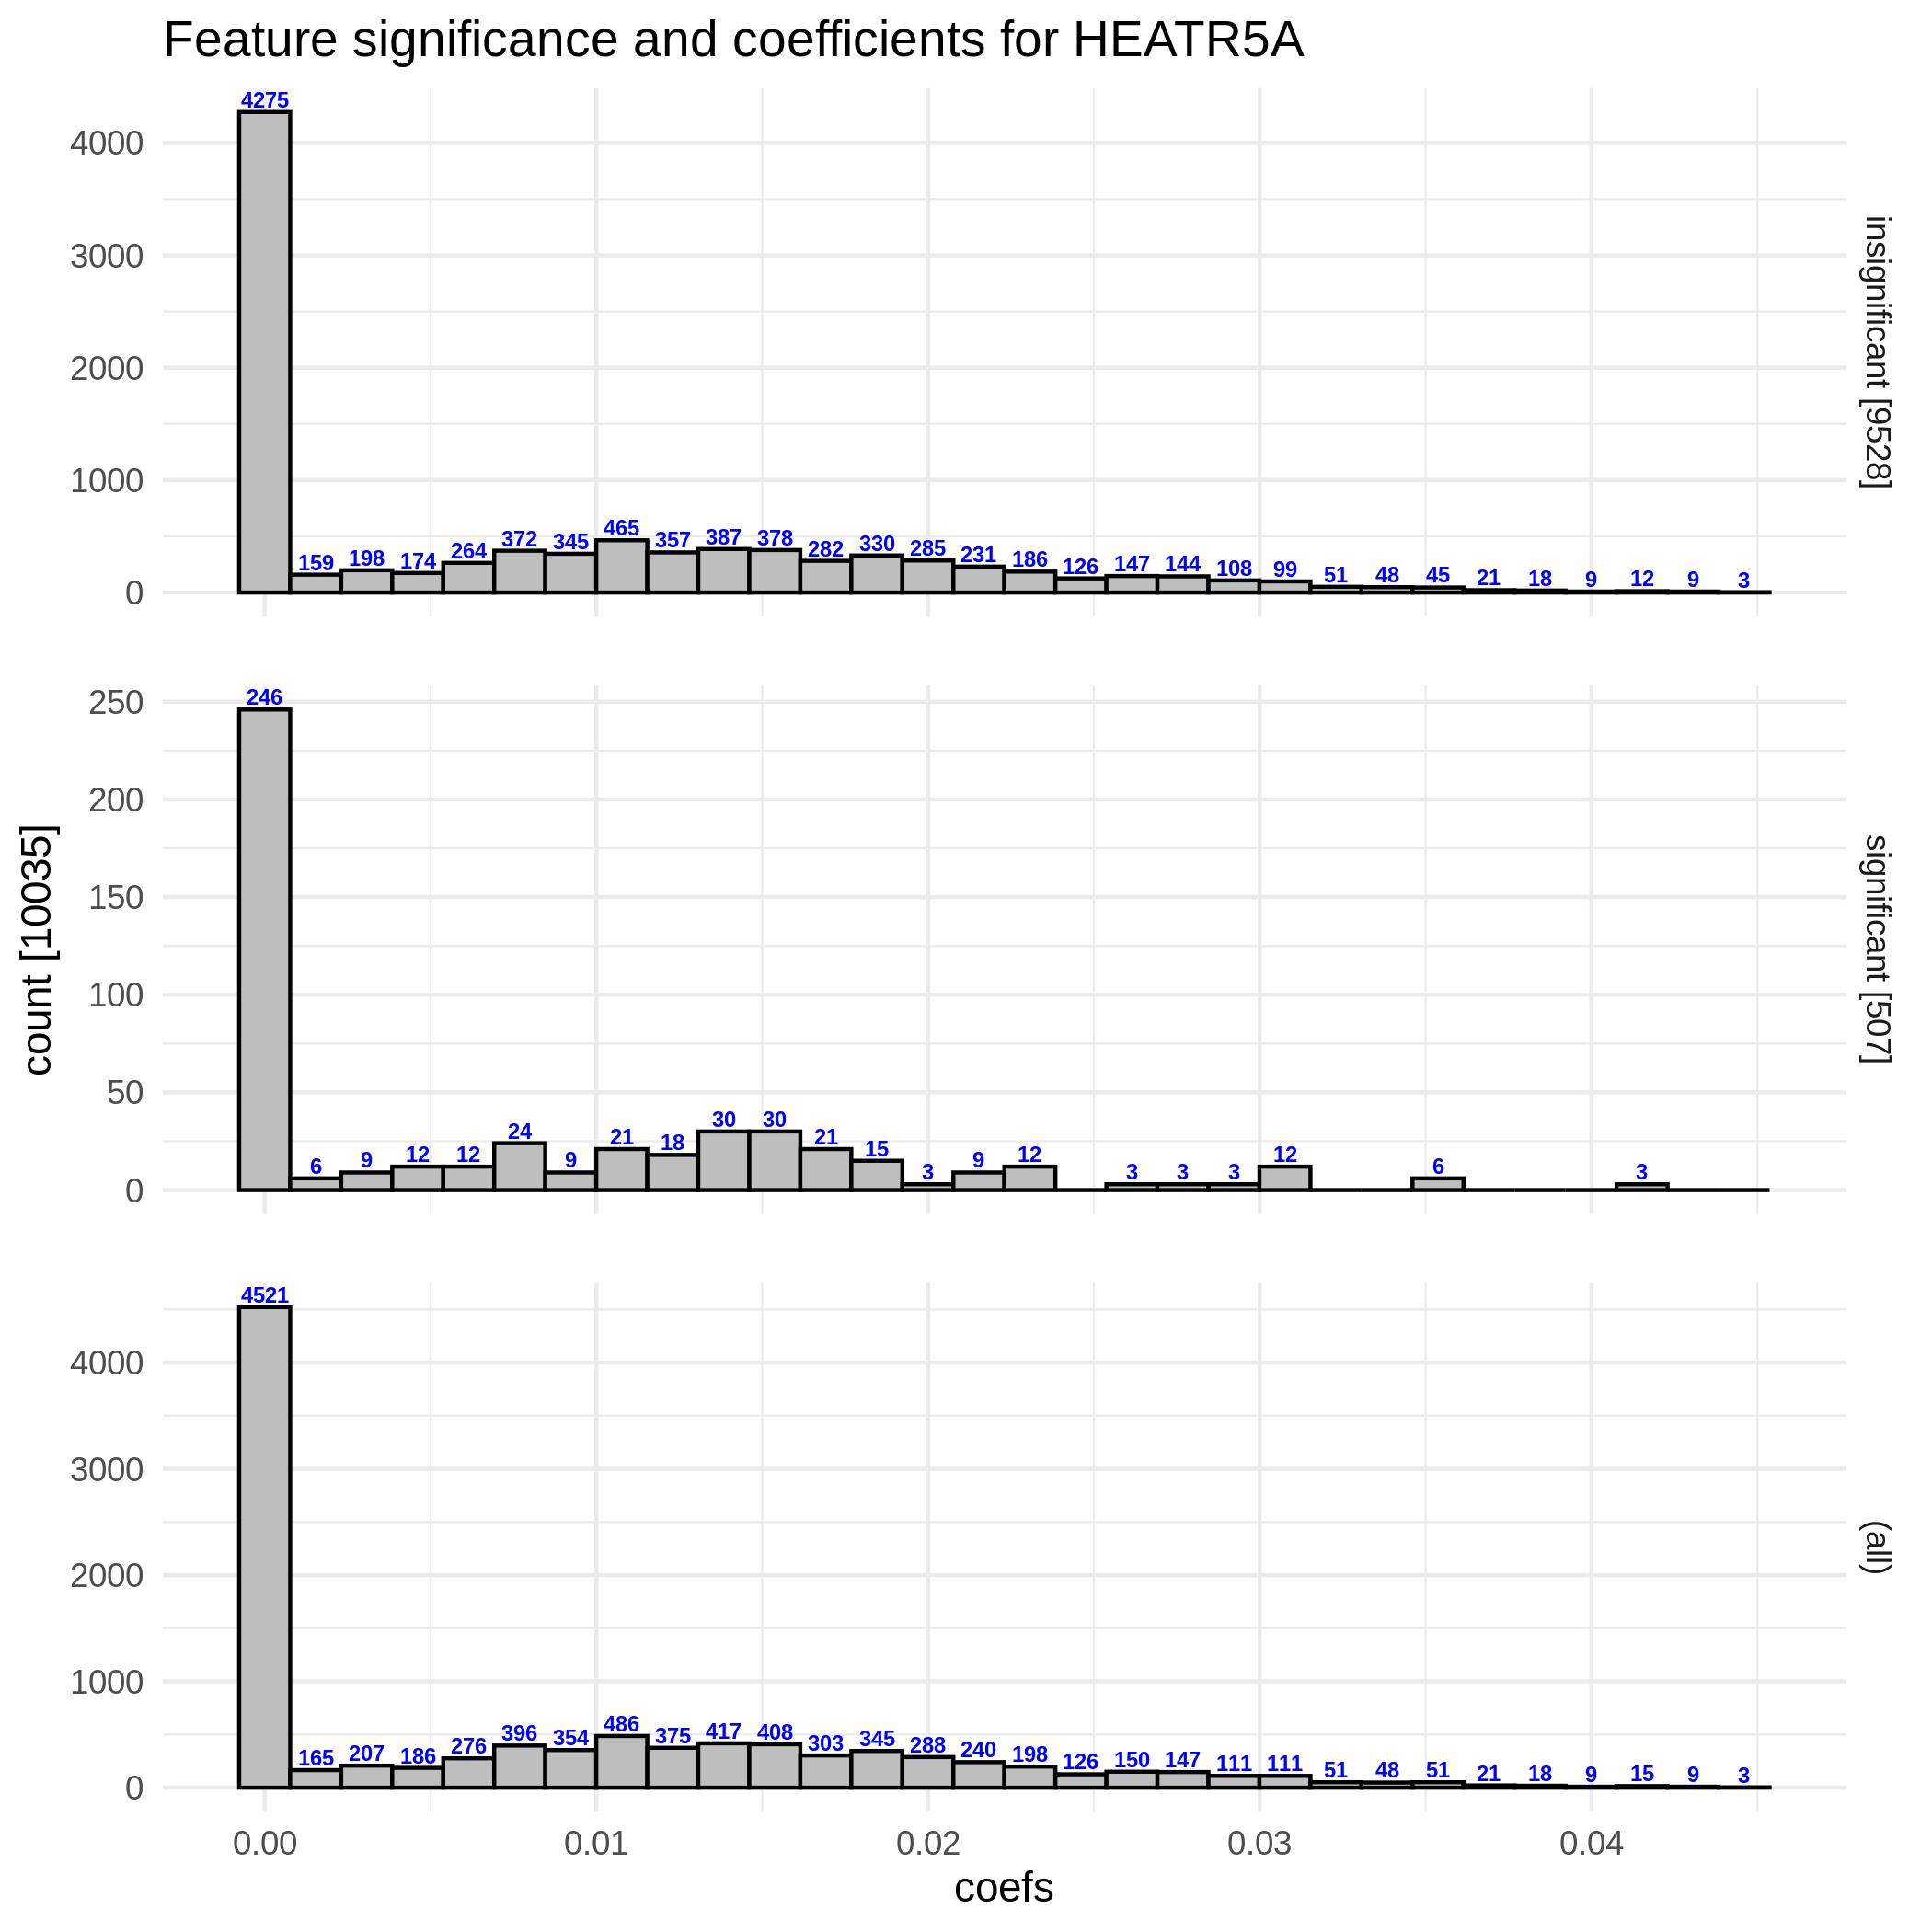 Feature significance and coefficients for HEATR5A
4275
4000
3000
2000
1000
0
159 198 174 264 372 345 465 357 387 378 282 330 285 231 186 126 147 144 108 99 51 48 45 21 18 9 12 9 3
insignificant [9528]
count [10035]
246
250
200
150
100
50
0
6 9 12 12 24 9 21 18 30 30 21 15 3 9 12 3 3 3 12 6 3
significant [507]
4521
4000
3000
2000
1000
0
165 207 186 276 396 354 486 375 417 408 303 345 288 240 198 126 150 147 111 111 51 48 51 21 18 9 15 9 3
(all)
0.00 0.01 0.02 0.03 0.04
coefs